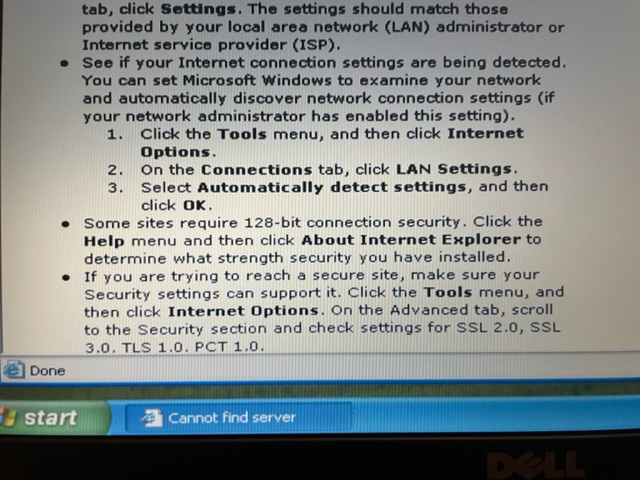 tab, click Settings. The settings should match those
provided by your local area network (LAN) administrator or
Internet service provider (ISP).
• See if your Internet connection settings are being detected.
You can set Microsoft Windows to examine your network
and automatically discover network connection settings (if
your network administrator has enabled this setting).
1. Click the Tools menu, and then click Internet
Options.
2. On the Connections tab, click LAN Settings.
3. Select Automatically detect settings, and then
click OK.
• Some sites require 128-bit connection security. Click the
Help menu and then click About Internet Explorer to
determine what strength security you have installed.
• If you are trying to reach a secure site, make sure your
Security settings can support it. Click the Tools menu, and
then click Internet Options. On the Advanced tab, scroll
to the Security section and check settings for SSL 2.0, SSL
3.0, TLS 1.0, PCT 1.0.
Done
start
Cannot find server
DELL